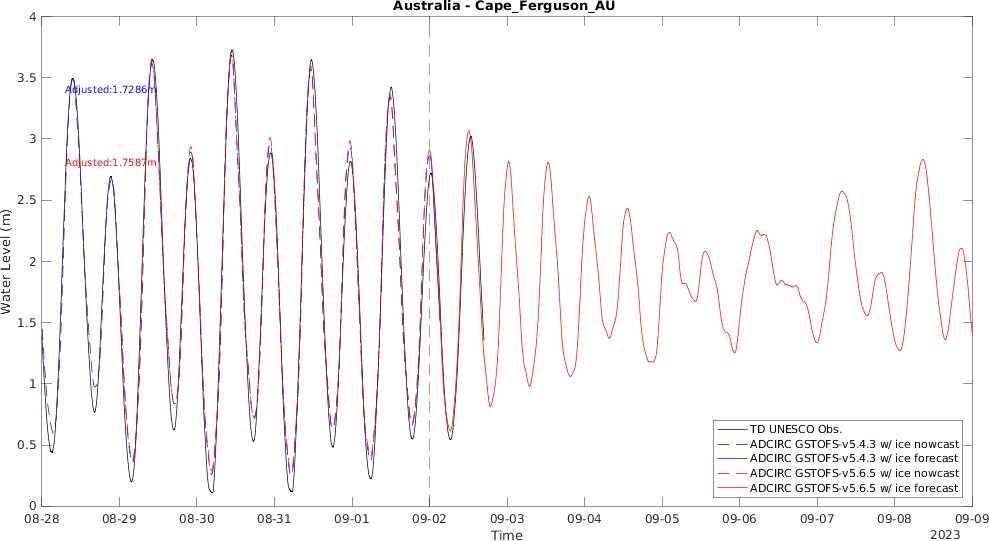 Australia - Cape_Ferguson_AU
4
3.5
3
2.5
2
1.5
1
0.5
0
Water Level (m)
Adjusted:1.7286m
Adjusted:1.7587m
TD UNESCO Obs.
ADCIRC GSTOFS-v5.4.3 w/ ice nowcast
ADCIRC GSTOFS-v5.4.3 w/ ice forecast
ADCIRC GSTOFS-v5.6.5 w/ ice nowcast
ADCIRC GSTOFS-v5.6.5 w/ ice forecast
08-28 08-29 08-30 08-31 09-01 09-02 09-03 09-04 09-05 09-06 09-07 09-08 09-09
Time
2023